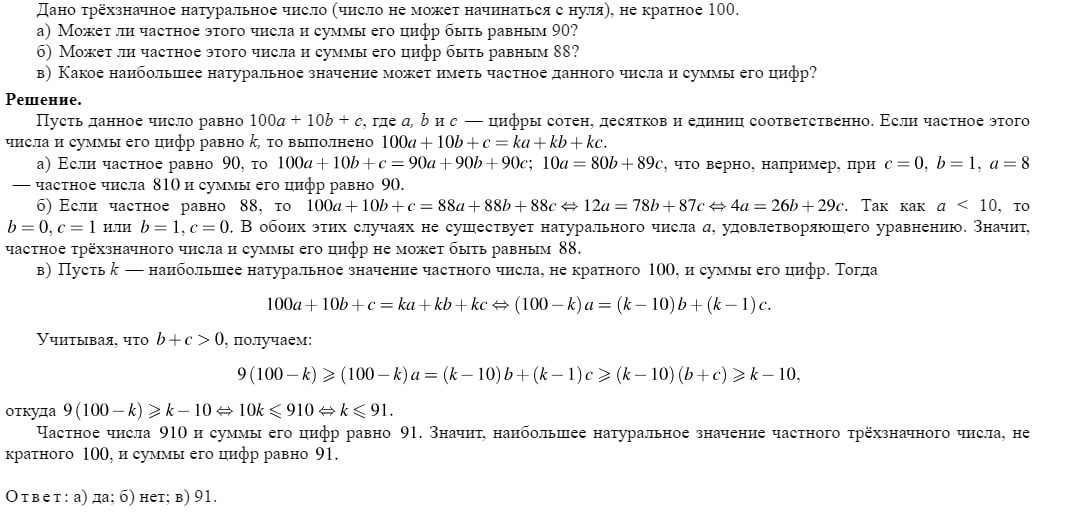 Дано трёхзначное натуральное число (число не может начинаться с нуля), не кратное 100.
а) Может ли частное этого числа и суммы его цифр быть равным 90?
б) Может ли частное этого числа и суммы его цифр быть равным 88?
в) Какое наибольшее натуральное значение может иметь частное данного числа и суммы его цифр?
Решение.
Пусть данное число равно 100a + 10b + c, где a, b и c — цифры сотен, десятков и единиц соответственно. Если частное этого
числа и суммы его цифр равно k, то выполнено 100a + 10b + c = ka + kb + kc.
а) Если частное равно 90, то 100a + 10b + c = 90a + 90b + 90c; 10a = 80b + 89c, что верно, например, при c = 0, b = 1, a = 8
— частное числа 810 и суммы его цифр равно 90.
б) Если частное равно 88, то 100a + 10b + c = 88a + 88b + 88c ⇔ 12a = 78b + 87c ⇔ 4a = 26b + 29c. Так как a < 10, то
b = 0, c = 1 или b = 1, c = 0. В обоих этих случаях не существует натурального числа a, удовлетворяющего уравнению. Значит,
частное трёхзначного числа и суммы его цифр не может быть равным 88.
в) Пусть k — наибольшее натуральное значение частного числа, не кратного 100, и суммы его цифр. Тогда
100a + 10b + c = ka + kb + kc ⇔ (100 − k) a = (k − 10) b + (k − 1) c.
Учитывая, что b + c > 0, получаем:
9 (100 − k) ⩾ (100 − k) a = (k − 10) b + (k − 1) c ⩾ (k − 10) (b + c) ⩾ k − 10,
откуда 9 (100 − k) ⩾ k − 10 ⇔ 10k ⩽ 910 ⇔ k ⩽ 91.
Частное числа 910 и суммы его цифр равно 91. Значит, наибольшее натуральное значение частного трёхзначного числа, не
кратного 100, и суммы его цифр равно 91.
Ответ: а) да; б) нет; в) 91.